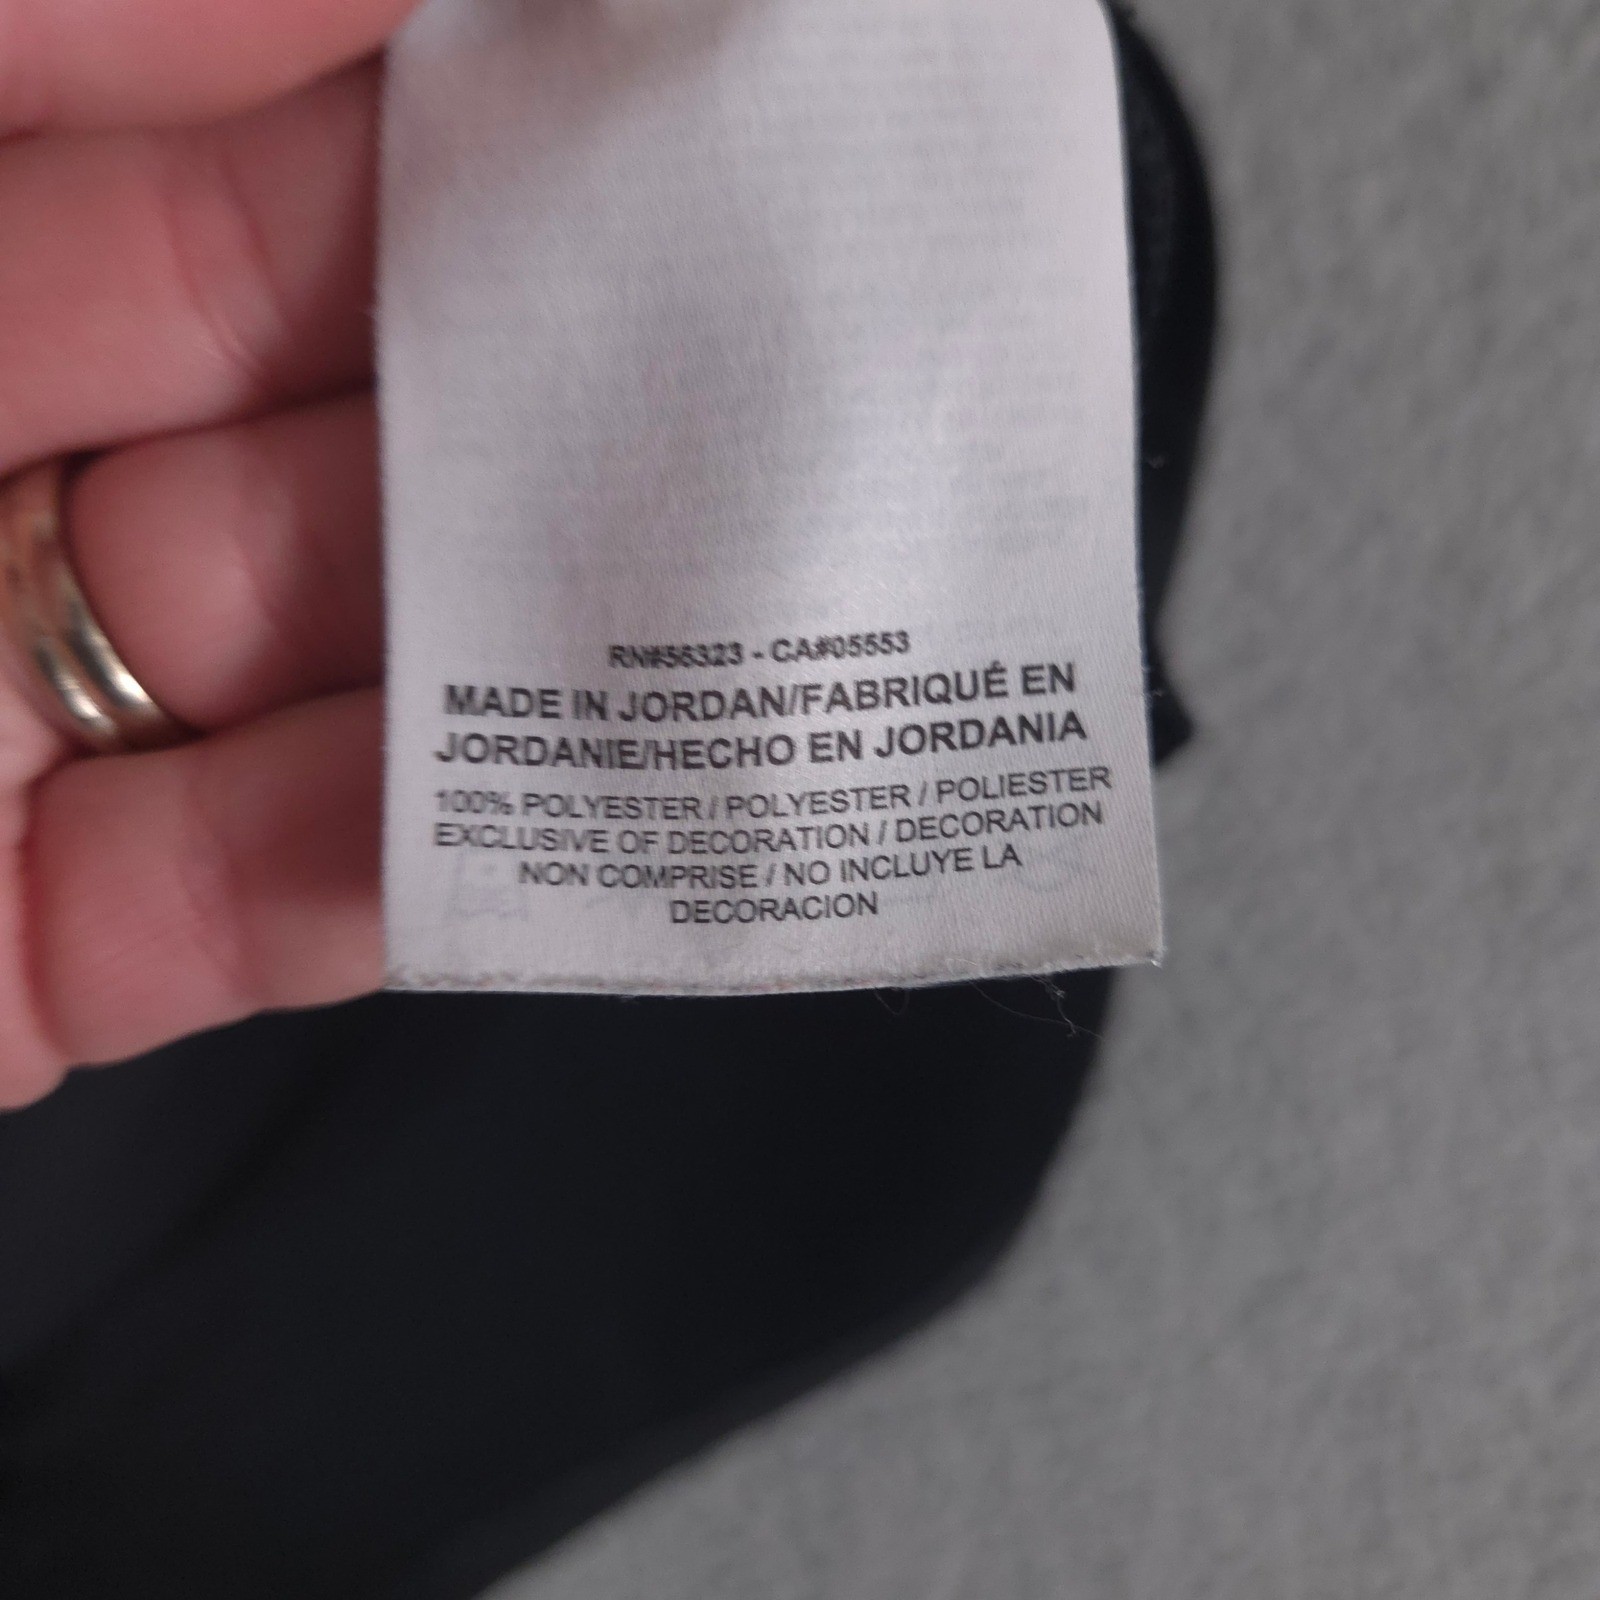 RN#56323 - CA#05553
MADE IN JORDAN/FABRIQUÉ EN
JORDANIE/HECHO EN JORDANIA
100% POLYESTER / POLYESTER / POLIESTER
EXCLUSIVE OF DECORATION / DECORATION
NON COMPRISE / NO INCLUYE LA
DECORACION